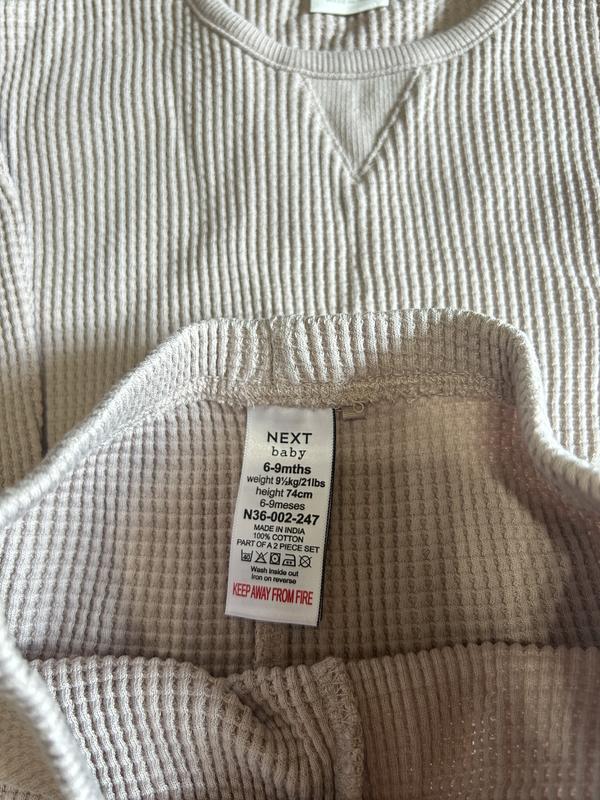 NEXT
baby
6-9mths
weight 9½kg/21lbs
height 74cm
6-9meses
N36-002-247
MADE IN INDIA
100% COTTON
PART OF A 2 PIECE SET
Wash inside out
Iron on reverse
KEEP AWAY FROM FIRE